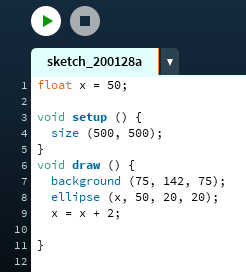 sketch_200128a ▼
1 float x = 50;
2
3 void setup () {
4 size (500, 500);
5 }
6 void draw () {
7 background (75, 142, 75);
8 ellipse (x, 50, 20, 20);
9 x = x + 2;
10
11 }
12